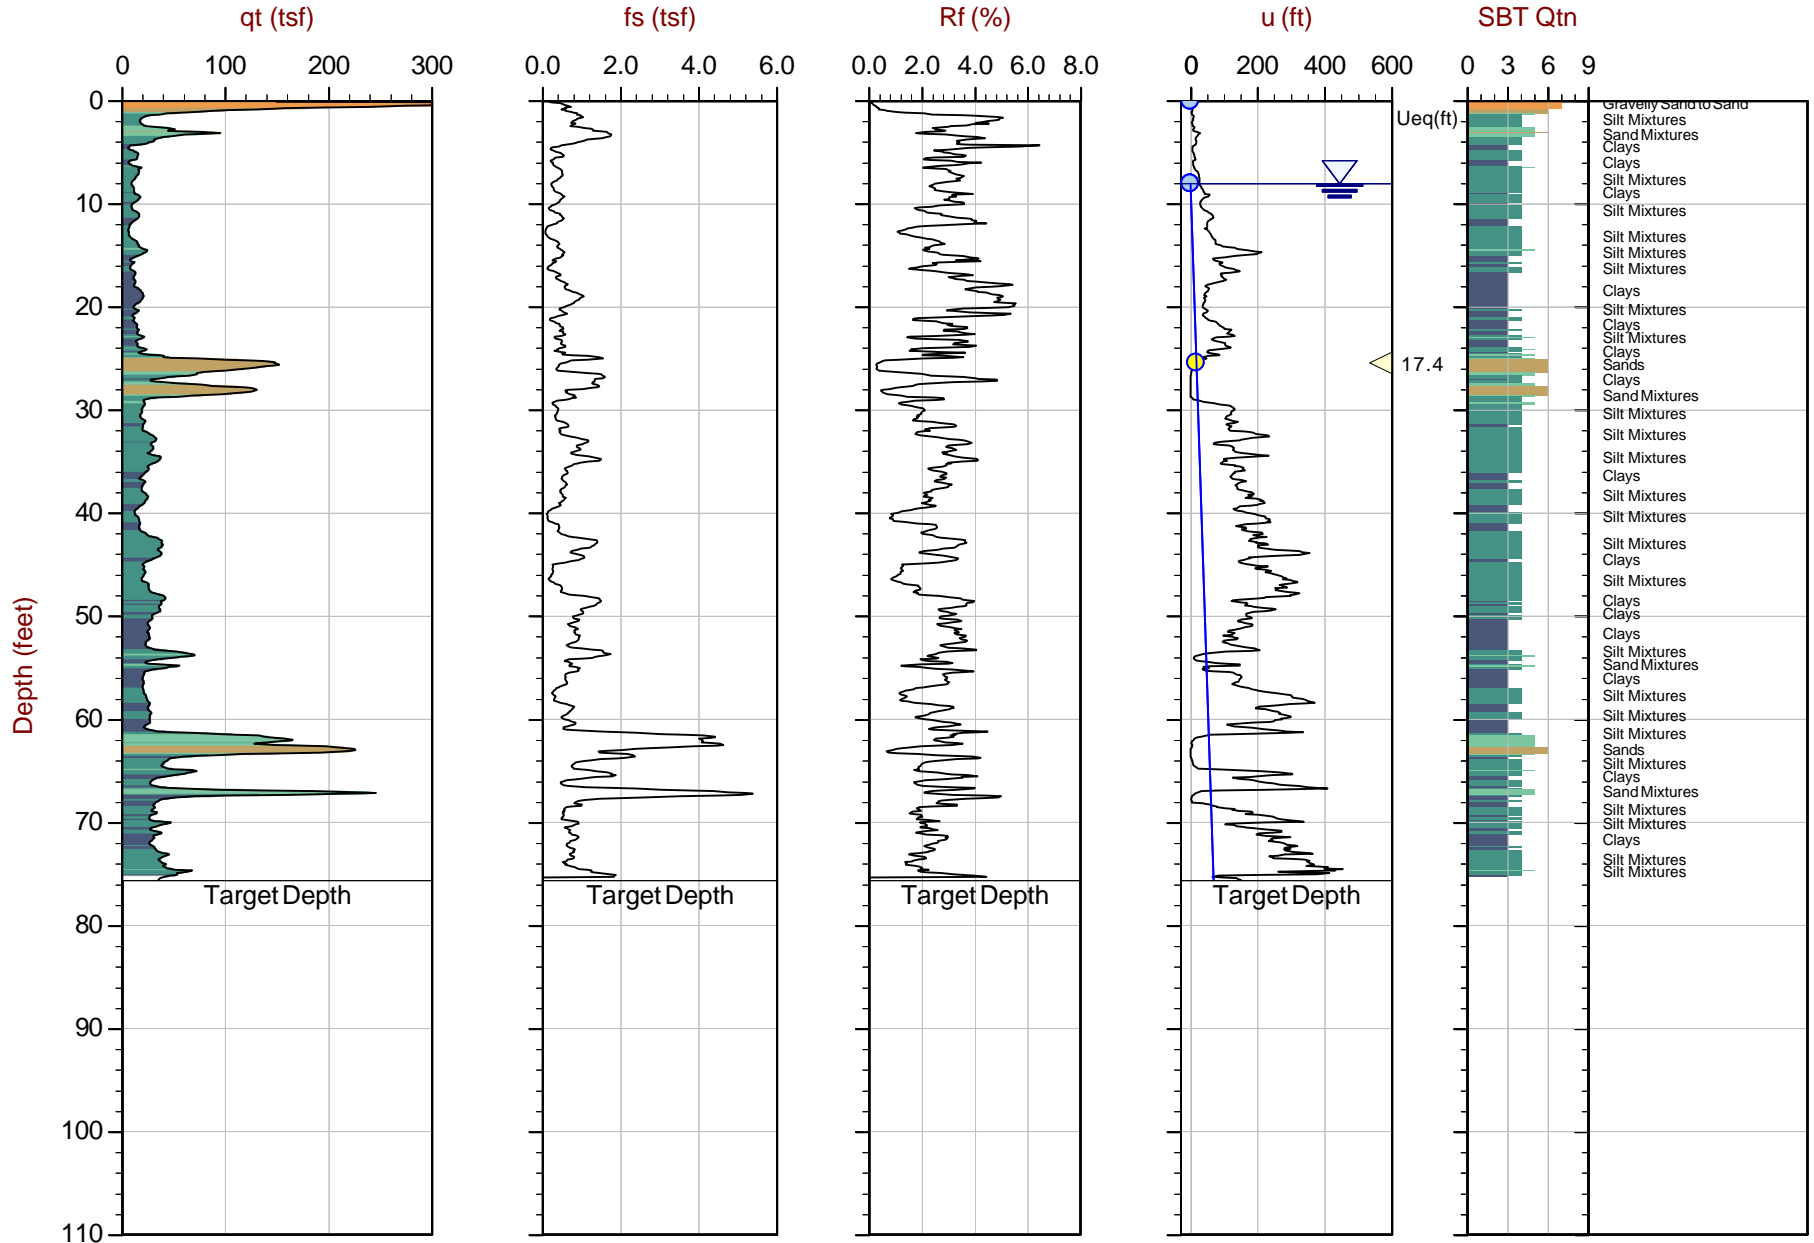 qt (tsf) fs (tsf) Rf (%) u (ft) SBT Qtn
0 100 200 300 0.0 2.0 4.0 6.0 0.0 2.0 4.0 6.0 8.0 0 200 400 600 0 3 6 9
0
10
20
30
40
50
60
70
80
90
100
110
Depth (feet)
Target Depth Target Depth Target Depth Target Depth
Ueq(ft)
17.4
Gravelly Sand to Sand
Silt Mixtures
Sand Mixtures
Clays
Clays
Silt Mixtures
Clays
Silt Mixtures
Silt Mixtures
Silt Mixtures
Silt Mixtures
Clays
Silt Mixtures
Clays
Silt Mixtures
Clays
Sands
Clays
Sand Mixtures
Silt Mixtures
Silt Mixtures
Silt Mixtures
Clays
Silt Mixtures
Silt Mixtures
Silt Mixtures
Clays
Silt Mixtures
Clays
Clays
Clays
Silt Mixtures
Sand Mixtures
Clays
Silt Mixtures
Silt Mixtures
Silt Mixtures
Sands
Silt Mixtures
Clays
Sand Mixtures
Silt Mixtures
Silt Mixtures
Clays
Silt Mixtures
Silt Mixtures